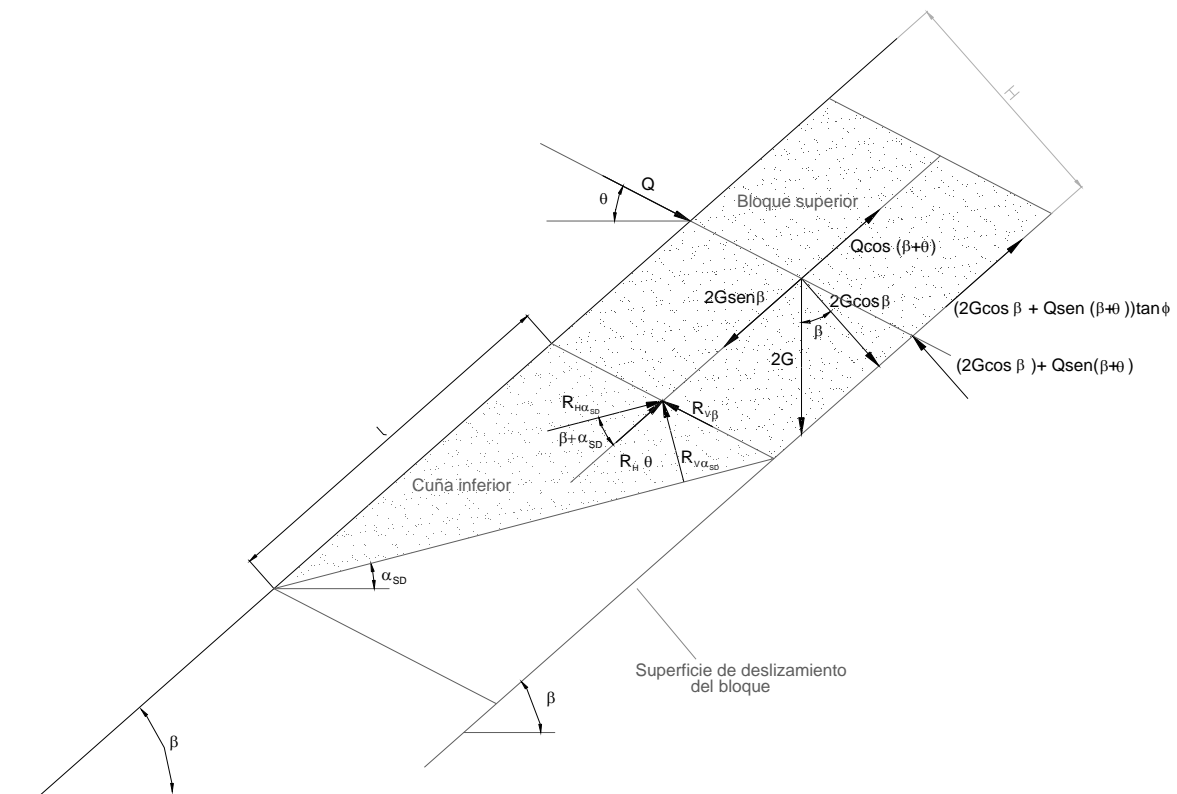 H
Q
θ
Bloque superior
Qcos (β+θ)
2Gsenβ
2Gcosβ
(2Gcos β + Qsen (β+θ))tanϕ
β
2G
(2Gcos β )+ Qsen(β+θ)
l
R_Hα_SD
R_Vβ
β+α_SD
R_H θ
R_Vα_SD
Cuña inferior
α_SD
Superficie de deslizamiento
del bloque
β
β